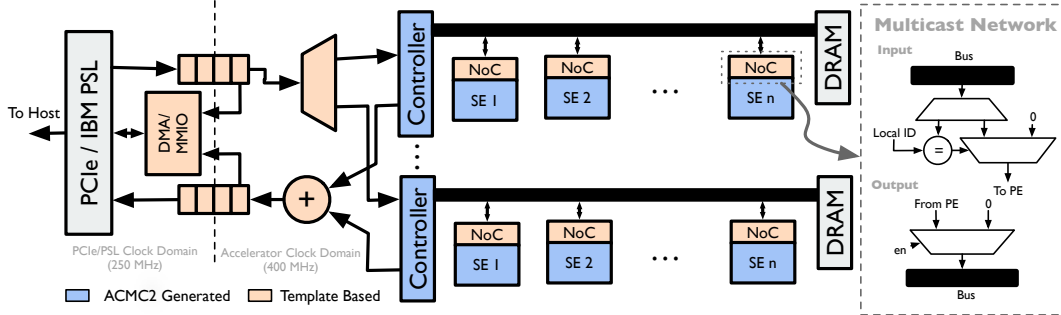 To Host
PCIe / IBM PSL
DMA/
MMIO
PCIe/PSL Clock Domain
(250 MHz)
Accelerator Clock Domain
(400 MHz)
+
ACMC2 Generated
Template Based
Controller
NoC
SE 1
NoC
SE 2
...
NoC
SE n
DRAM
Controller
NoC
SE 1
NoC
SE 2
...
NoC
SE n
DRAM
Multicast Network
Input
Bus
Local ID
=
0
To PE
Output
From PE
0
en
Bus